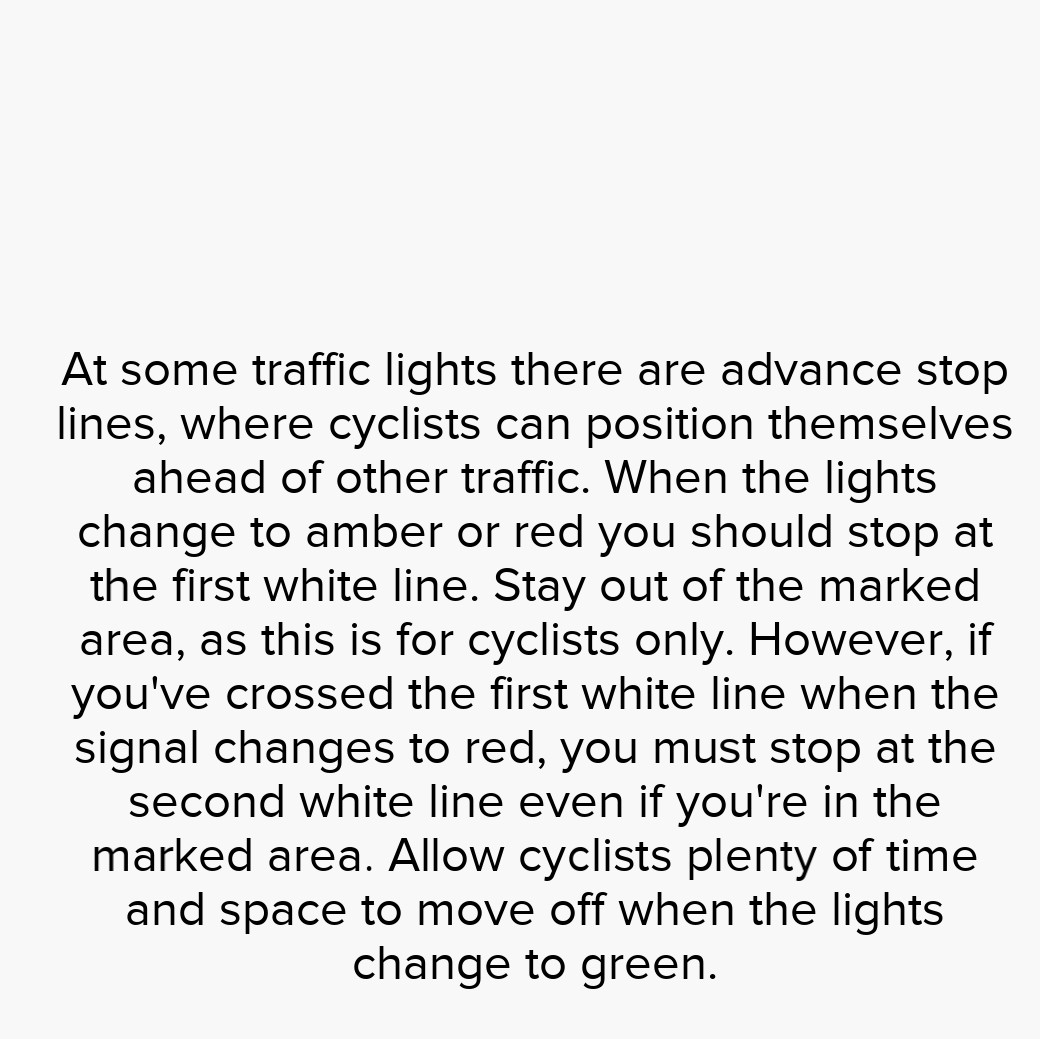 At some traffic lights there are advance stop
lines, where cyclists can position themselves
ahead of other traffic. When the lights
change to amber or red you should stop at
the first white line. Stay out of the marked
area, as this is for cyclists only. However, if
you've crossed the first white line when the
signal changes to red, you must stop at the
second white line even if you're in the
marked area. Allow cyclists plenty of time
and space to move off when the lights
change to green.